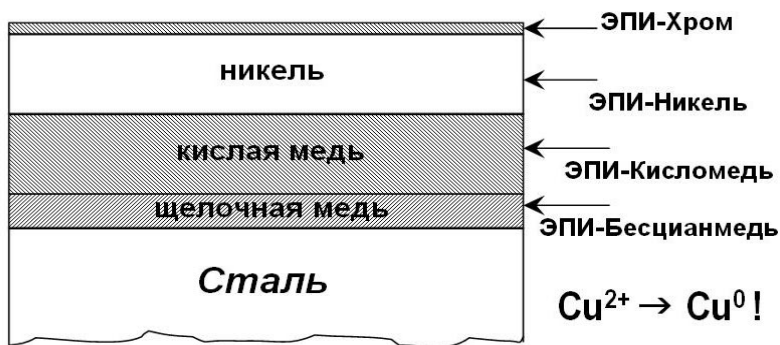 ЭПИ-Хром
никель
ЭПИ-Никель
кислая медь
ЭПИ-Кисломедь
щелочная медь
ЭПИ-Бесцианмедь
Сталь
Cu²⁺ → Cu⁰ !